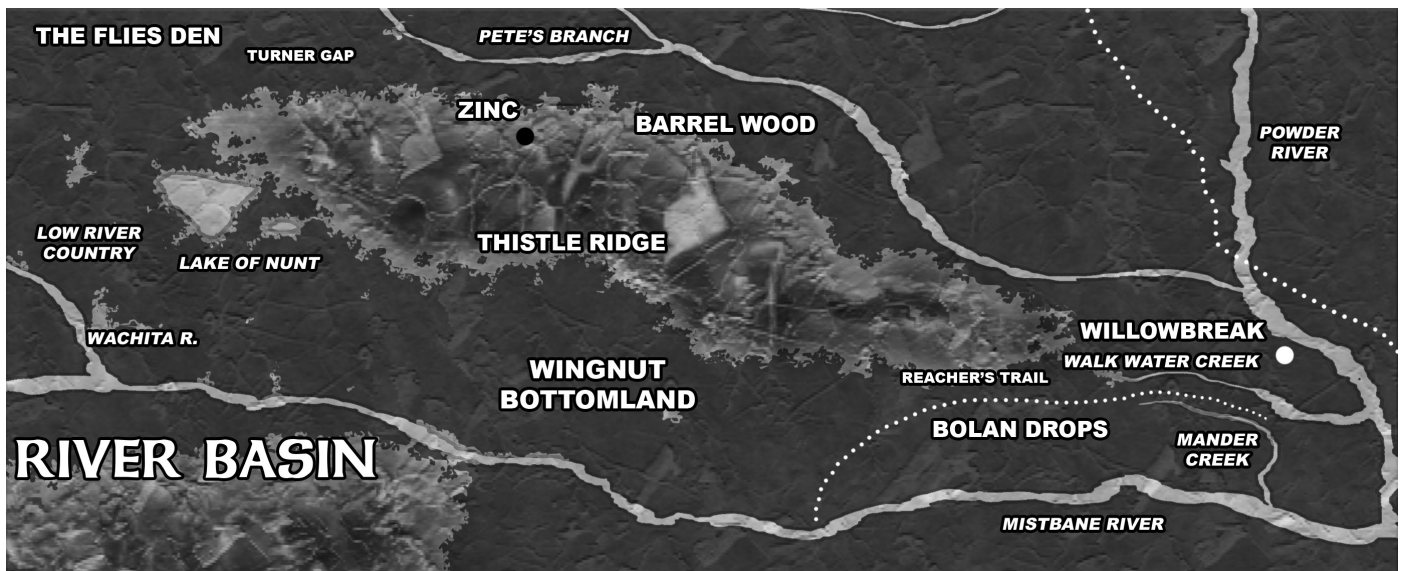 THE FLIES DEN
TURNER GAP
PETE'S BRANCH
ZINC
BARREL WOOD
POWDER
RIVER
LOW RIVER
COUNTRY
LAKE OF NUNT
THISTLE RIDGE
WACHITA R.
WILLOWBREAK
WALK WATER CREEK
WINGNUT
BOTTOMLAND
REACHER'S TRAIL
BOLAN DROPS
MANDER
CREEK
RIVER BASIN
MISTBANE RIVER